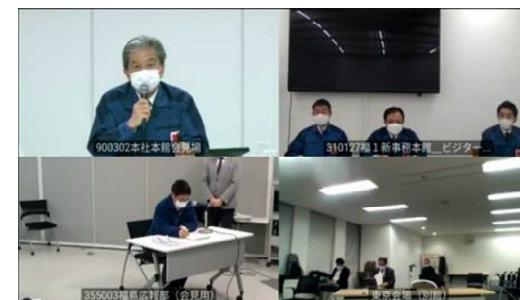 900302本社本館会見場
310127福1新事務本館__ビジター...
355003福島広報部（会見用）
東京会場（別館）